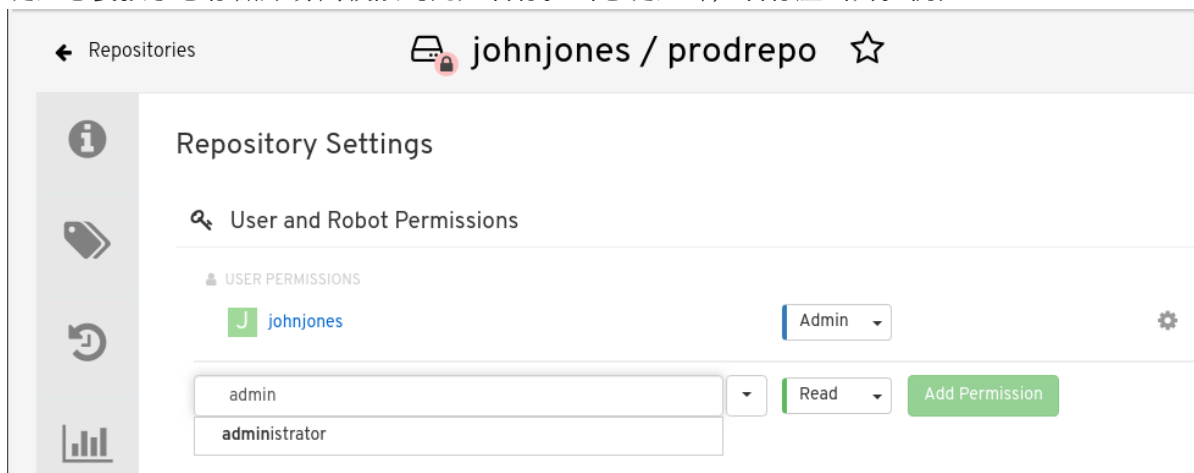 Repositories
johnjones / prodrepo
Repository Settings
User and Robot Permissions
USER PERMISSIONS
J johnjones Admin
admin Read Add Permission
administrator